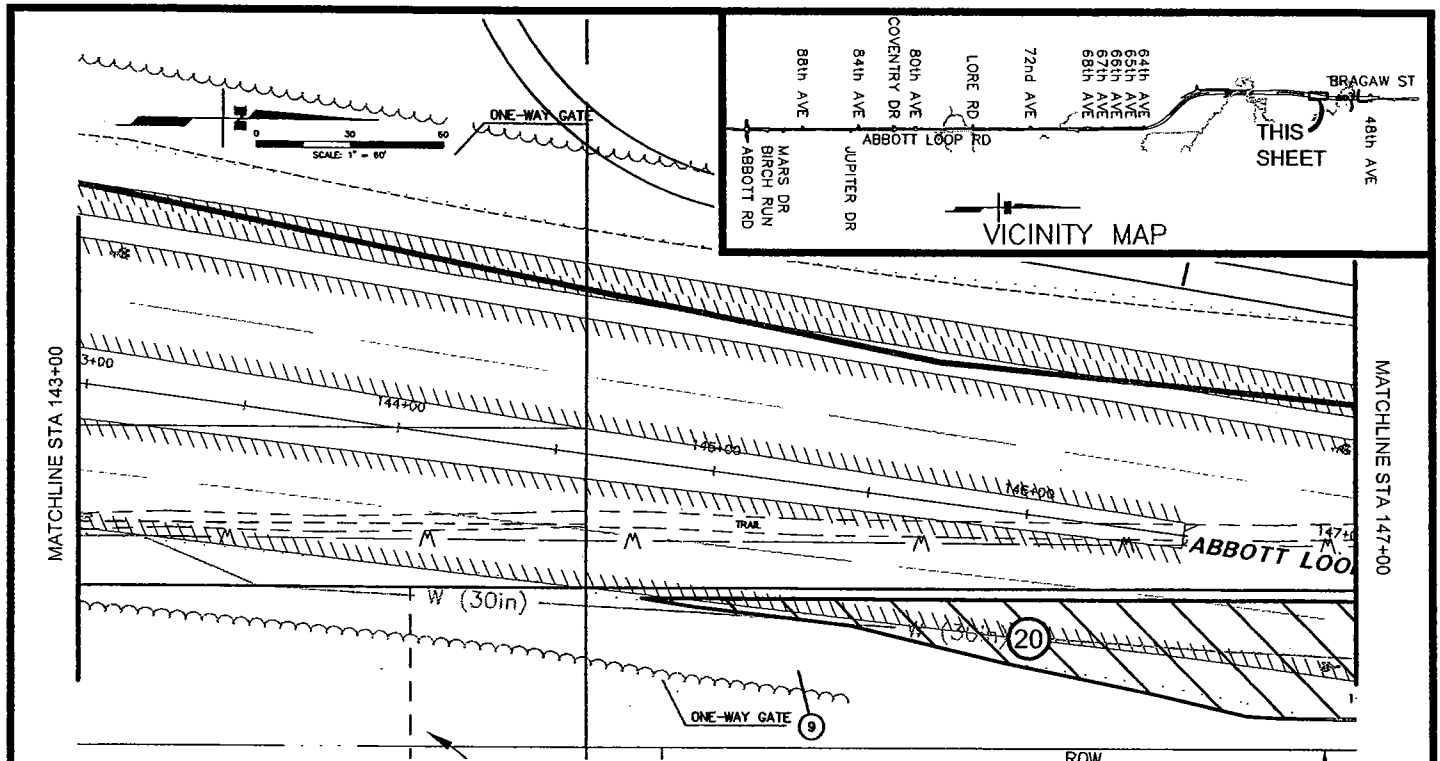 ONE-WAY GATE
0 30 60
SCALE: 1" = 60'
88th AVE
84th AVE
COVENTRY DR
80th AVE
LORE RD
72nd AVE
68th AVE
67th AVE
66th AVE
65th AVE
64th AVE
BRAGAW ST
48th AVE
THIS
SHEET
ABBOTT LOOP RD
ABBOTT RD
BIRCH RUN
MARS DR
JUPITER DR
VICINITY MAP
MATCHLINE STA 143+00
MATCHLINE STA 147+00
3+00
144+00
145+00
146+00
TRAIL
ABBOTT LOO
W (30in)
W (30in)
20
ONE-WAY GATE
9
ROW